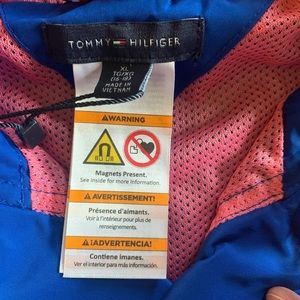 TOMMY HILFIGER
XL
TG/XG
(16-18)
MADE IN
VIETNAM
WARNING
Magnets Present.
See inside for more information.
AVERTISSEMENT!
Présence d'aimants.
Voir à l'intérieur pour plus de
renseignements.
¡ADVERTENCIA!
Contiene imanes.
Ver el interior para más información.